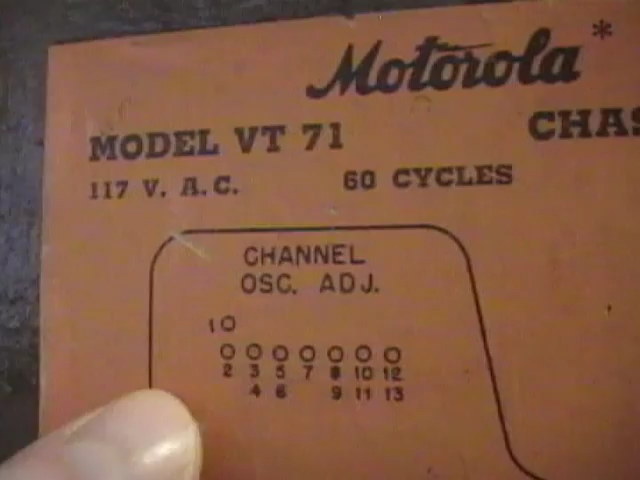 Motorola*
MODEL VT 71
CHAS
117 V. A.C.
60 CYCLES
CHANNEL
OSC. ADJ.
1
2 3 5 7 8 10 12
4 6 9 11 13